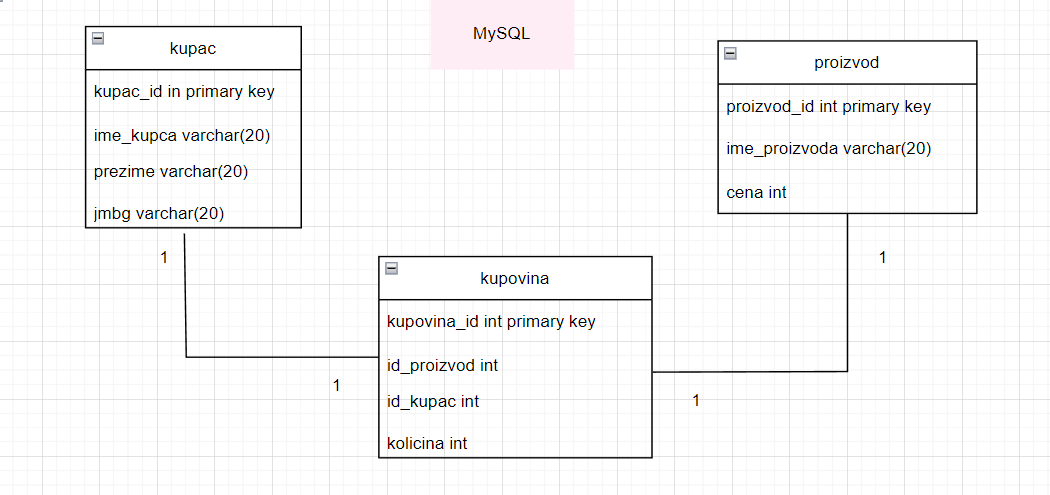 MySQL
kupac
kupac_id in primary key
ime_kupca varchar(20)
prezime varchar(20)
jmbg varchar(20)
1
proizvod
proizvod_id int primary key
ime_proizvoda varchar(20)
cena int
1
kupovina
kupovina_id int primary key
id_proizvod int
id_kupac int
kolicina int
1
1